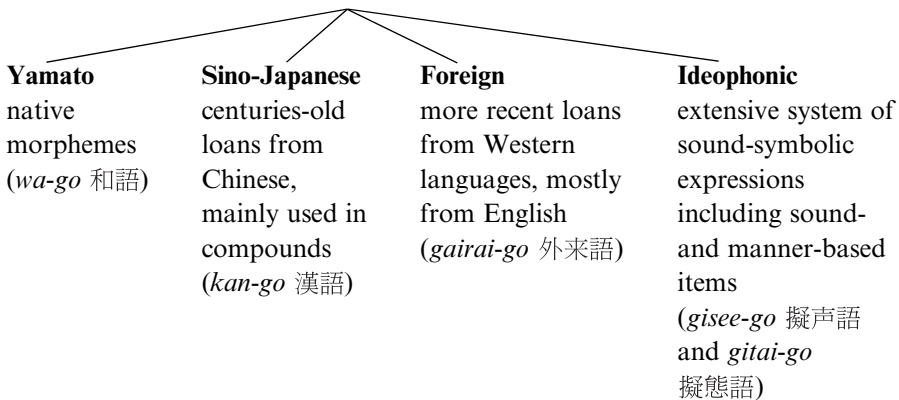 Yamato
native
morphemes
(wa-go 和語)
Sino-Japanese
centuries-old
loans from
Chinese,
mainly used in
compounds
(kan-go 漢語)
Foreign
more recent loans
from Western
languages, mostly
from English
(gairai-go 外来語)
Ideophonic
extensive system of
sound-symbolic
expressions
including sound-
and manner-based
items
(gisee-go 擬声語
and gitai-go
擬態語)